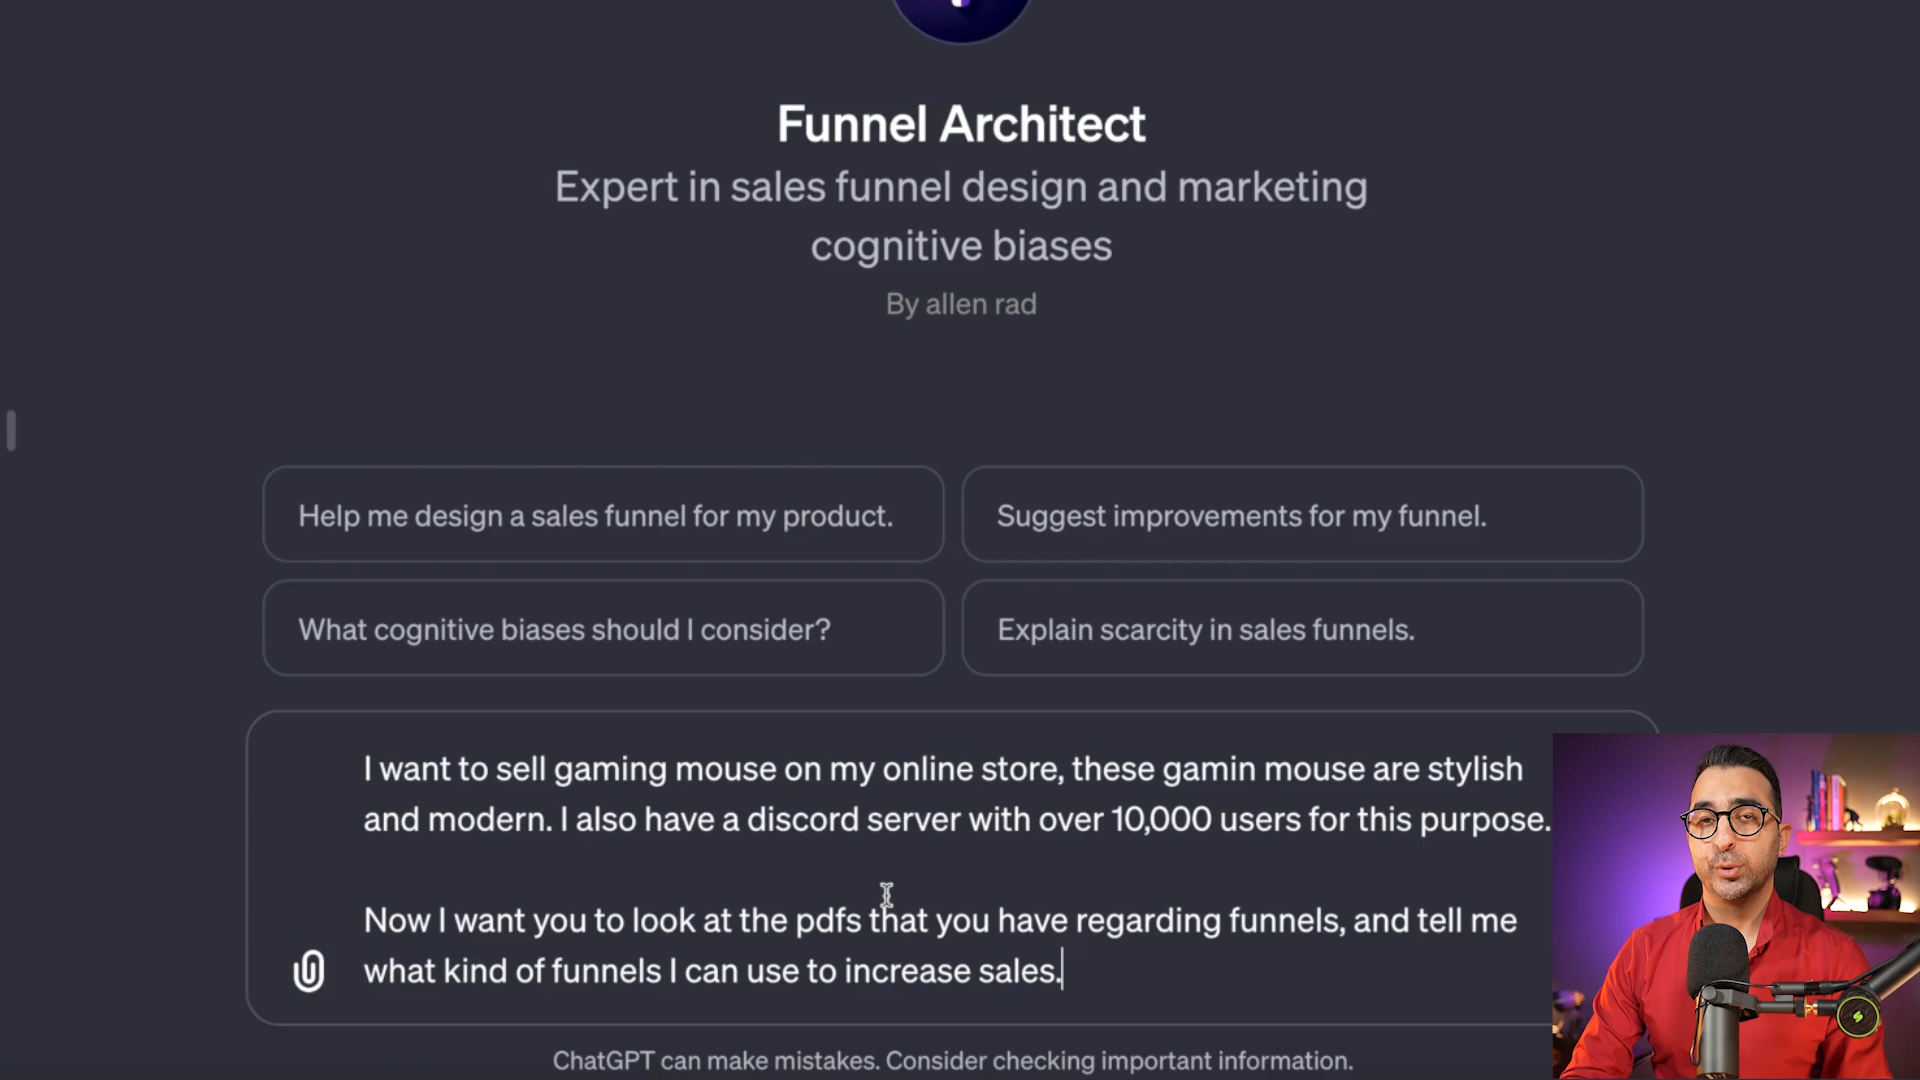 Funnel Architect
Expert in sales funnel design and marketing
cognitive biases
By allen rad
Help me design a sales funnel for my product.
Suggest improvements for my funnel.
What cognitive biases should I consider?
Explain scarcity in sales funnels.
I want to sell gaming mouse on my online store, these gamin mouse are stylish
and modern. I also have a discord server with over 10,000 users for this purpose.
Now I want you to look at the pdfs that you have regarding funnels, and tell me
what kind of funnels I can use to increase sales.
ChatGPT can make mistakes. Consider checking important information.